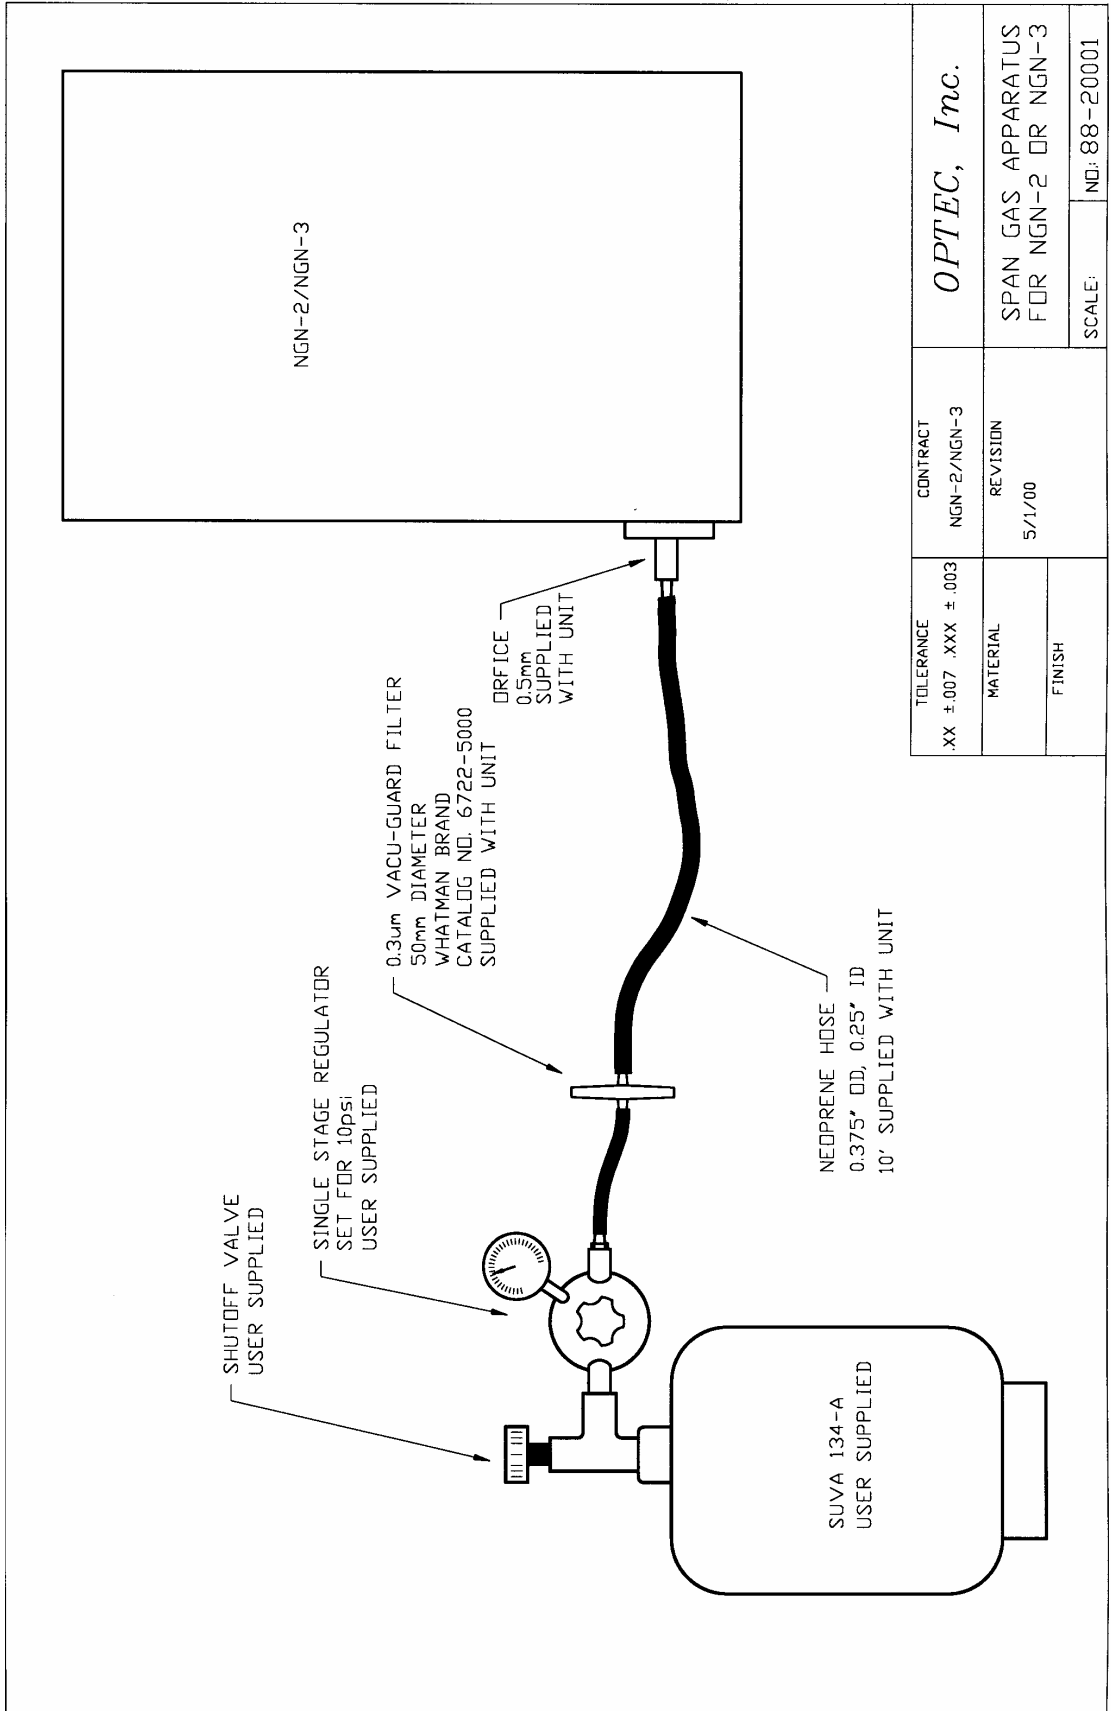 SHUTOFF VALVE
USER SUPPLIED
SINGLE STAGE REGULATOR
SET FOR 10psi
USER SUPPLIED
0.3um VACU-GUARD FILTER
50mm DIAMETER
WHATMAN BRAND
CATALOG NO. 6722-5000
SUPPLIED WITH UNIT
ORFICE
0.5mm
SUPPLIED
WITH UNIT
NGN-2/NGN-3
NEOPRENE HOSE
0.375" OD, 0.25" ID
10' SUPPLIED WITH UNIT
SUVA 134-A
USER SUPPLIED
TOLERANCE
.XX ±.007 .XXX ±.003
MATERIAL
FINISH
CONTRACT
NGN-2/NGN-3
REVISION
5/1/00
OPTEC, Inc.
SPAN GAS APPARATUS
FOR NGN-2 OR NGN-3
SCALE:
NO.: 88-20001